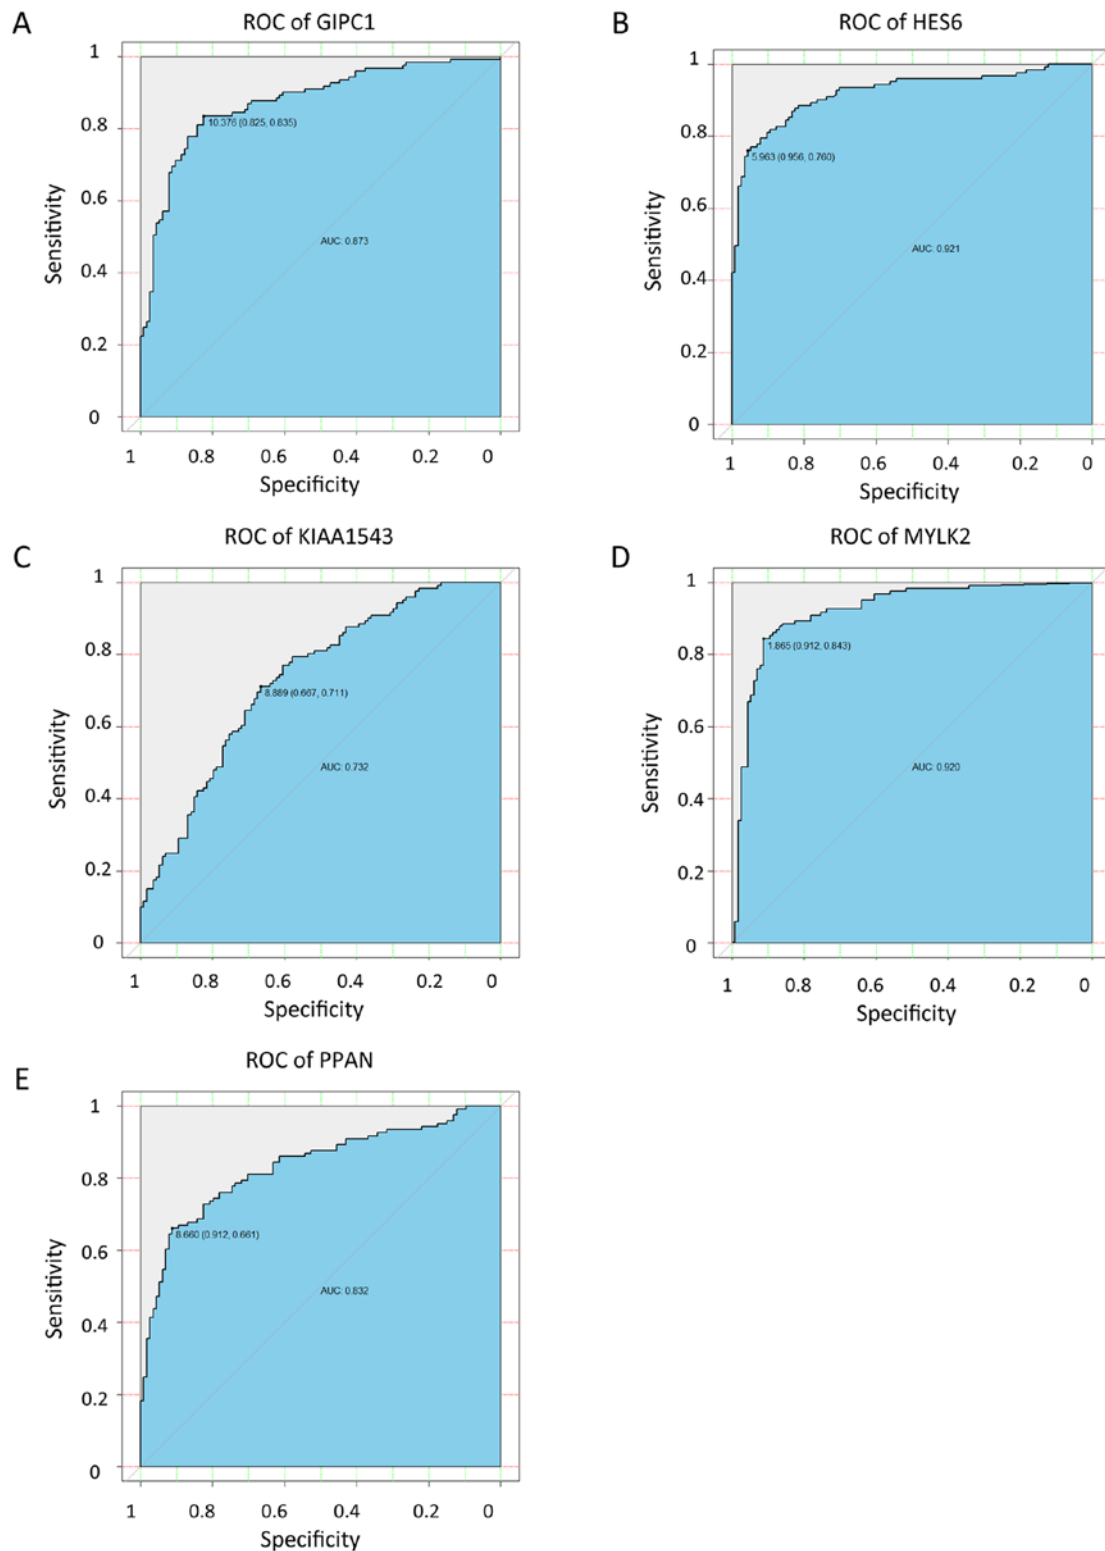 A
ROC of GIPC1
1
0.8
0.6
0.4
0.2
0
Sensitivity
10.376 (0.825, 0.835)
AUC: 0.873
1 0.8 0.6 0.4 0.2 0
Specificity
B
ROC of HES6
1
0.8
0.6
0.4
0.2
0
Sensitivity
5.963 (0.956, 0.760)
AUC: 0.921
1 0.8 0.6 0.4 0.2 0
Specificity
C
ROC of KIAA1543
1
0.8
0.6
0.4
0.2
0
Sensitivity
8.889 (0.667, 0.711)
AUC: 0.732
1 0.8 0.6 0.4 0.2 0
Specificity
D
ROC of MYLK2
1
0.8
0.6
0.4
0.2
0
Sensitivity
1.865 (0.912, 0.843)
AUC: 0.920
1 0.8 0.6 0.4 0.2 0
Specificity
E
ROC of PPAN
1
0.8
0.6
0.4
0.2
0
Sensitivity
8.660 (0.912, 0.661)
AUC: 0.832
1 0.8 0.6 0.4 0.2 0
Specificity